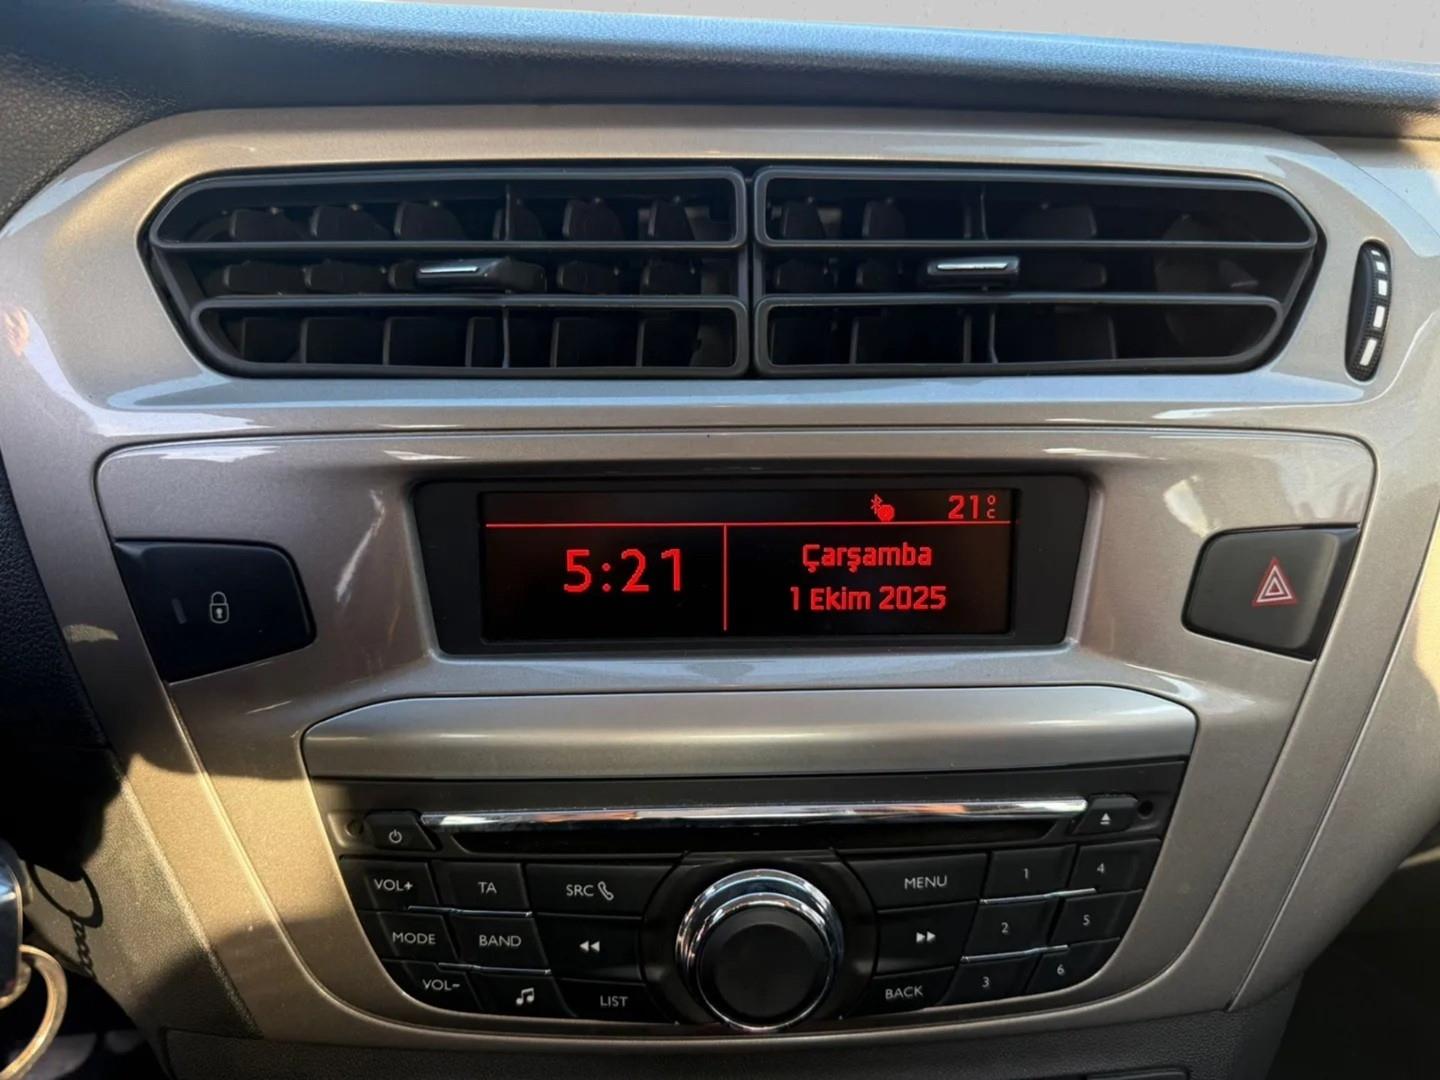 21°C
5:21
Çarşamba
1 Ekim 2025
VOL+
TA
SRC
MENU
1
4
MODE
BAND
2
5
VOL-
LIST
BACK
3
6